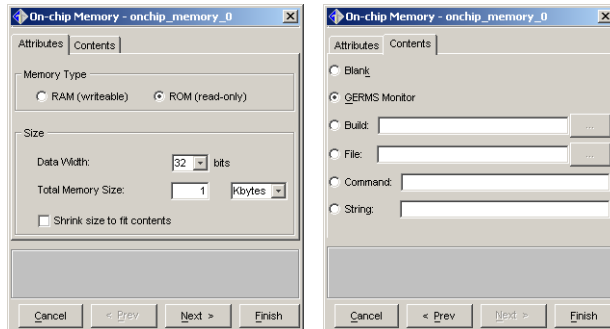 On-chip Memory - onchip_memory_0
Attributes Contents
Memory Type
RAM (writeable) ROM (read-only)
Size
Data Width: 32 bits
Total Memory Size: 1 Kbytes
Shrink size to fit contents
Cancel < Prev Next > Finish
On-chip Memory - onchip_memory_0
Attributes Contents
Blank
GERMS Monitor
Build: ...
File: ...
Command:
String:
Cancel < Prev Next > Finish